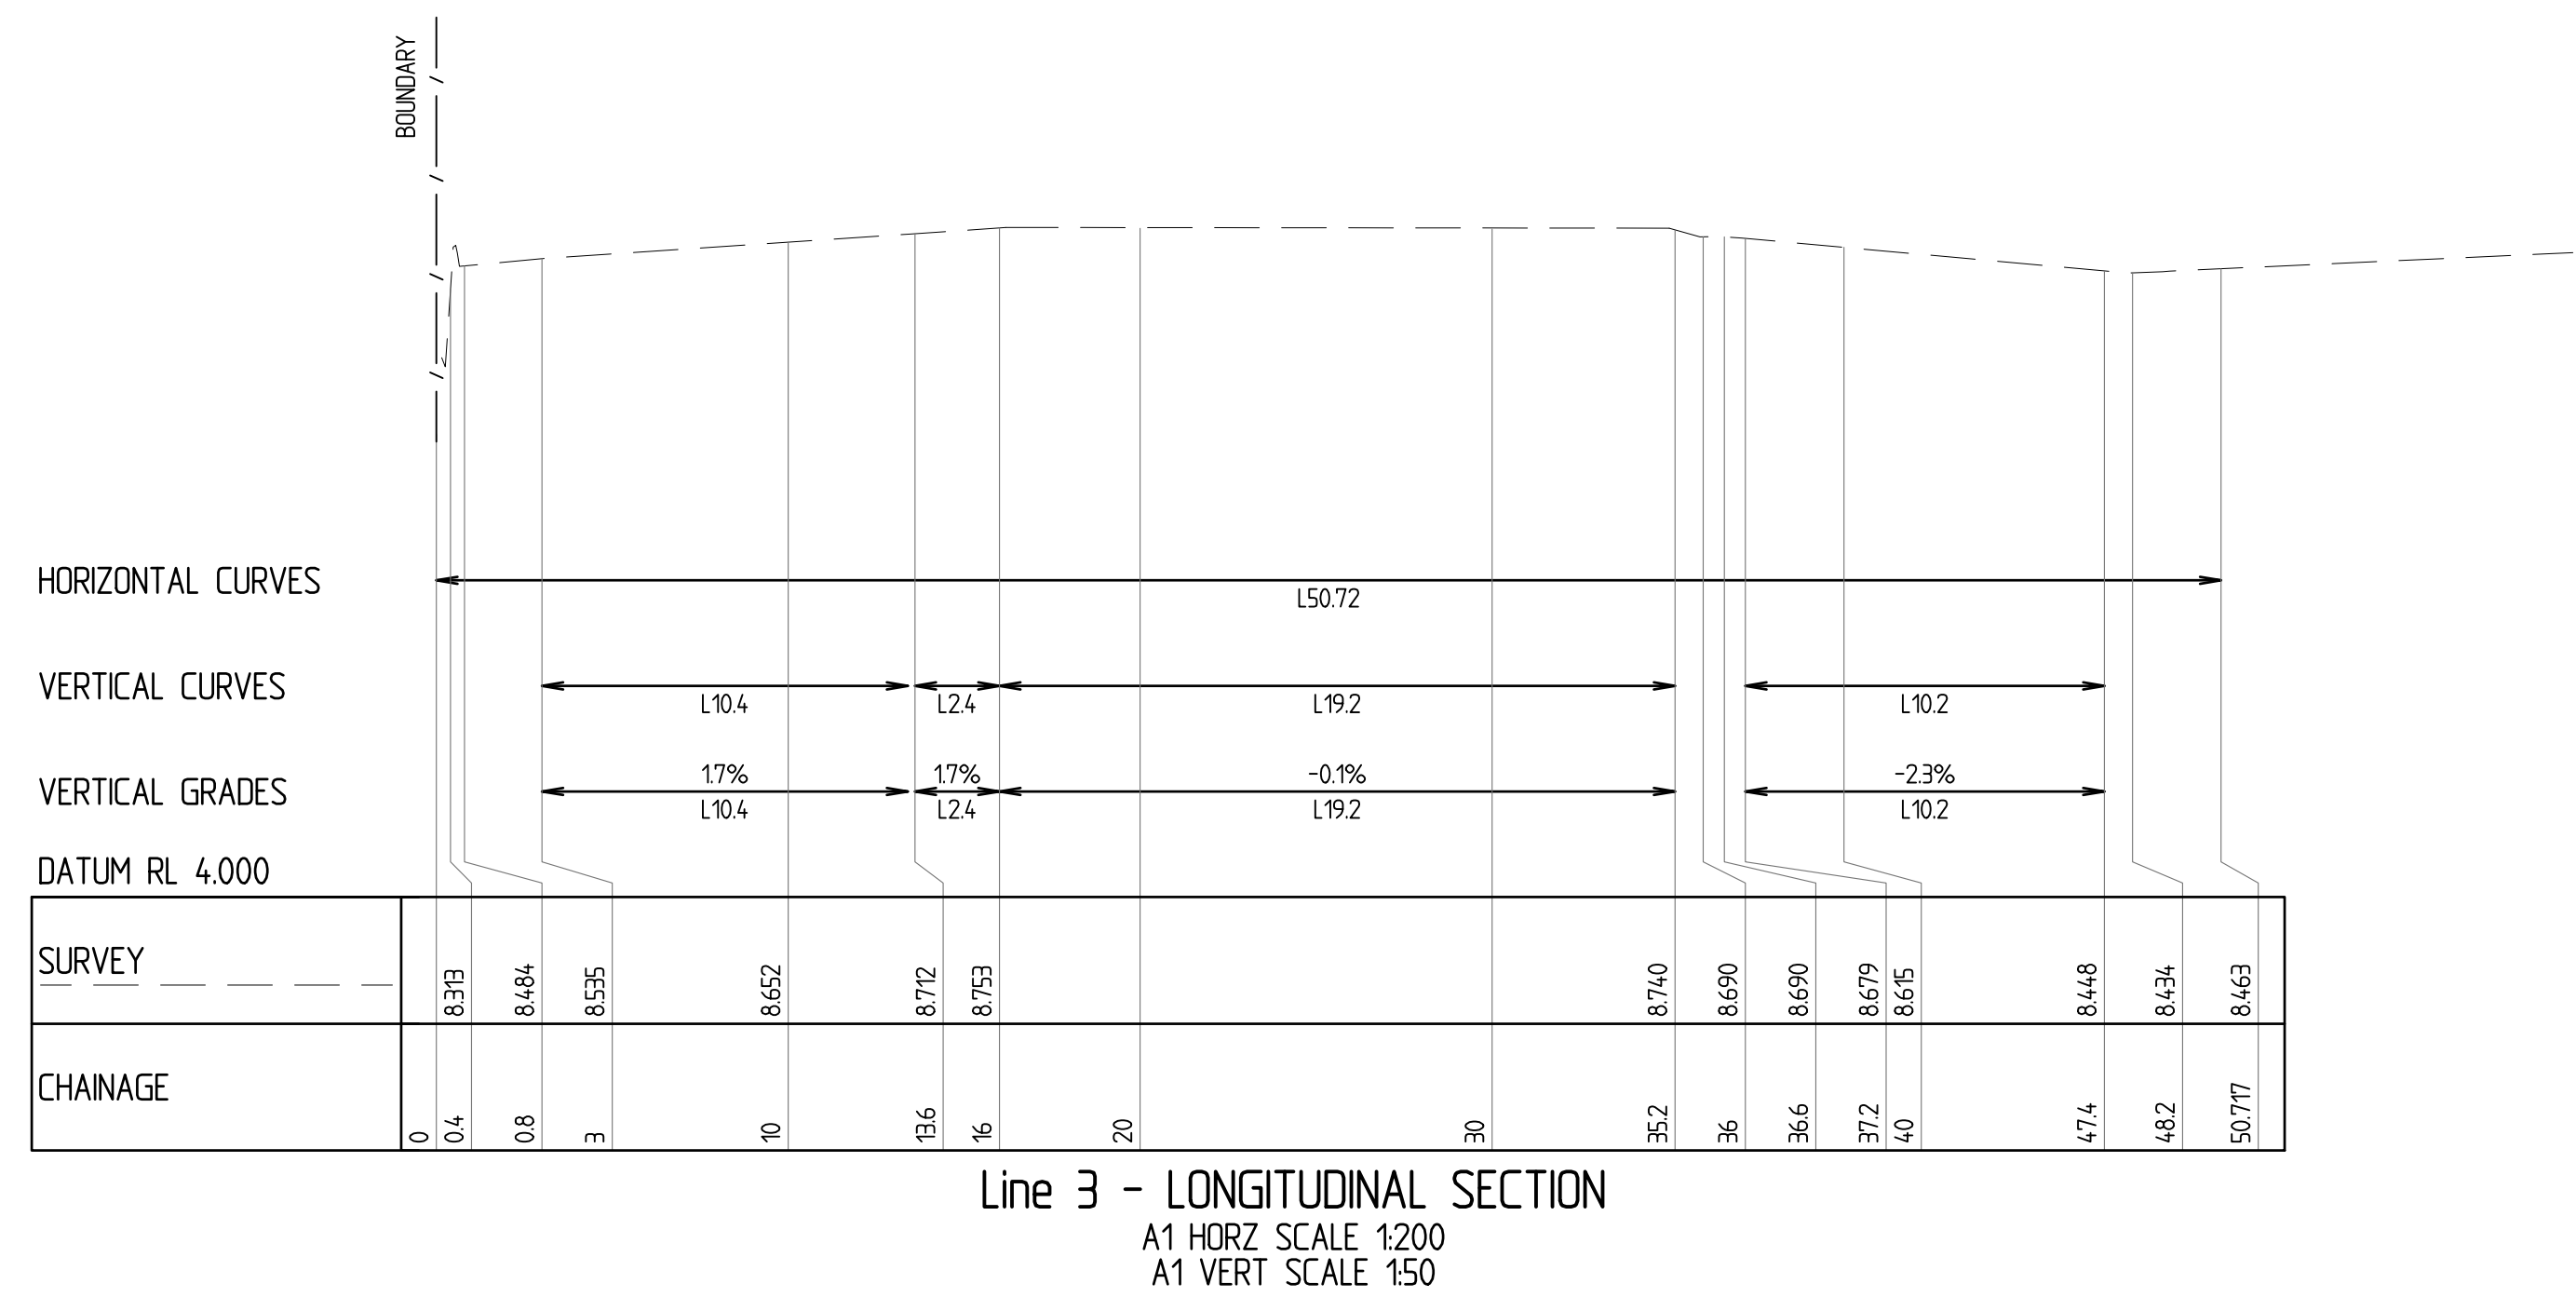 BOUNDARY
HORIZONTAL CURVES
L50.72
VERTICAL CURVES
L10.4 L2.4 L19.2 L10.2
1.7% 1.7% -0.1% -2.3%
VERTICAL GRADES
L10.4 L2.4 L19.2 L10.2
DATUM RL 4.000
SURVEY 8.313 8.484 8.535 8.652 8.712 8.753 8.740 8.690 8.690 8.679 8.615 8.448 8.434 8.463
CHAINAGE 0 0.4 0.8 3 10 13.6 16 20 30 35.2 36 36.6 37.2 40 47.4 48.2 50.717
Line 3 - LONGITUDINAL SECTION
A1 HORZ SCALE 1:200
A1 VERT SCALE 1:50